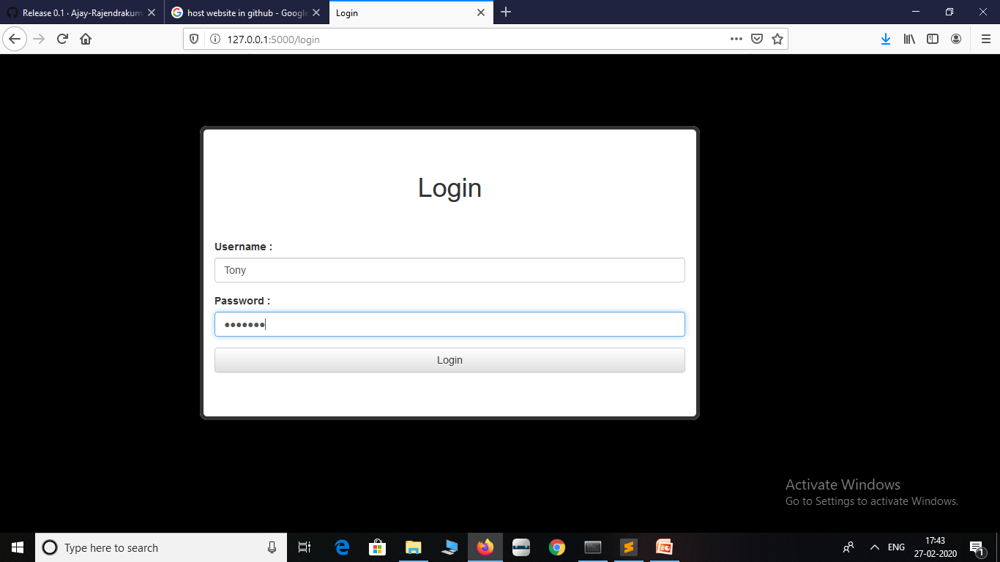 Release 0.1 · Ajay-Rajendrakum
host website in github - Google
Login
127.0.0.1:5000/login
Login
Username :
Tony
Password :
•••••••
Login
Activate Windows
Go to Settings to activate Windows.
Type here to search
ENG
17:43
27-02-2020
1